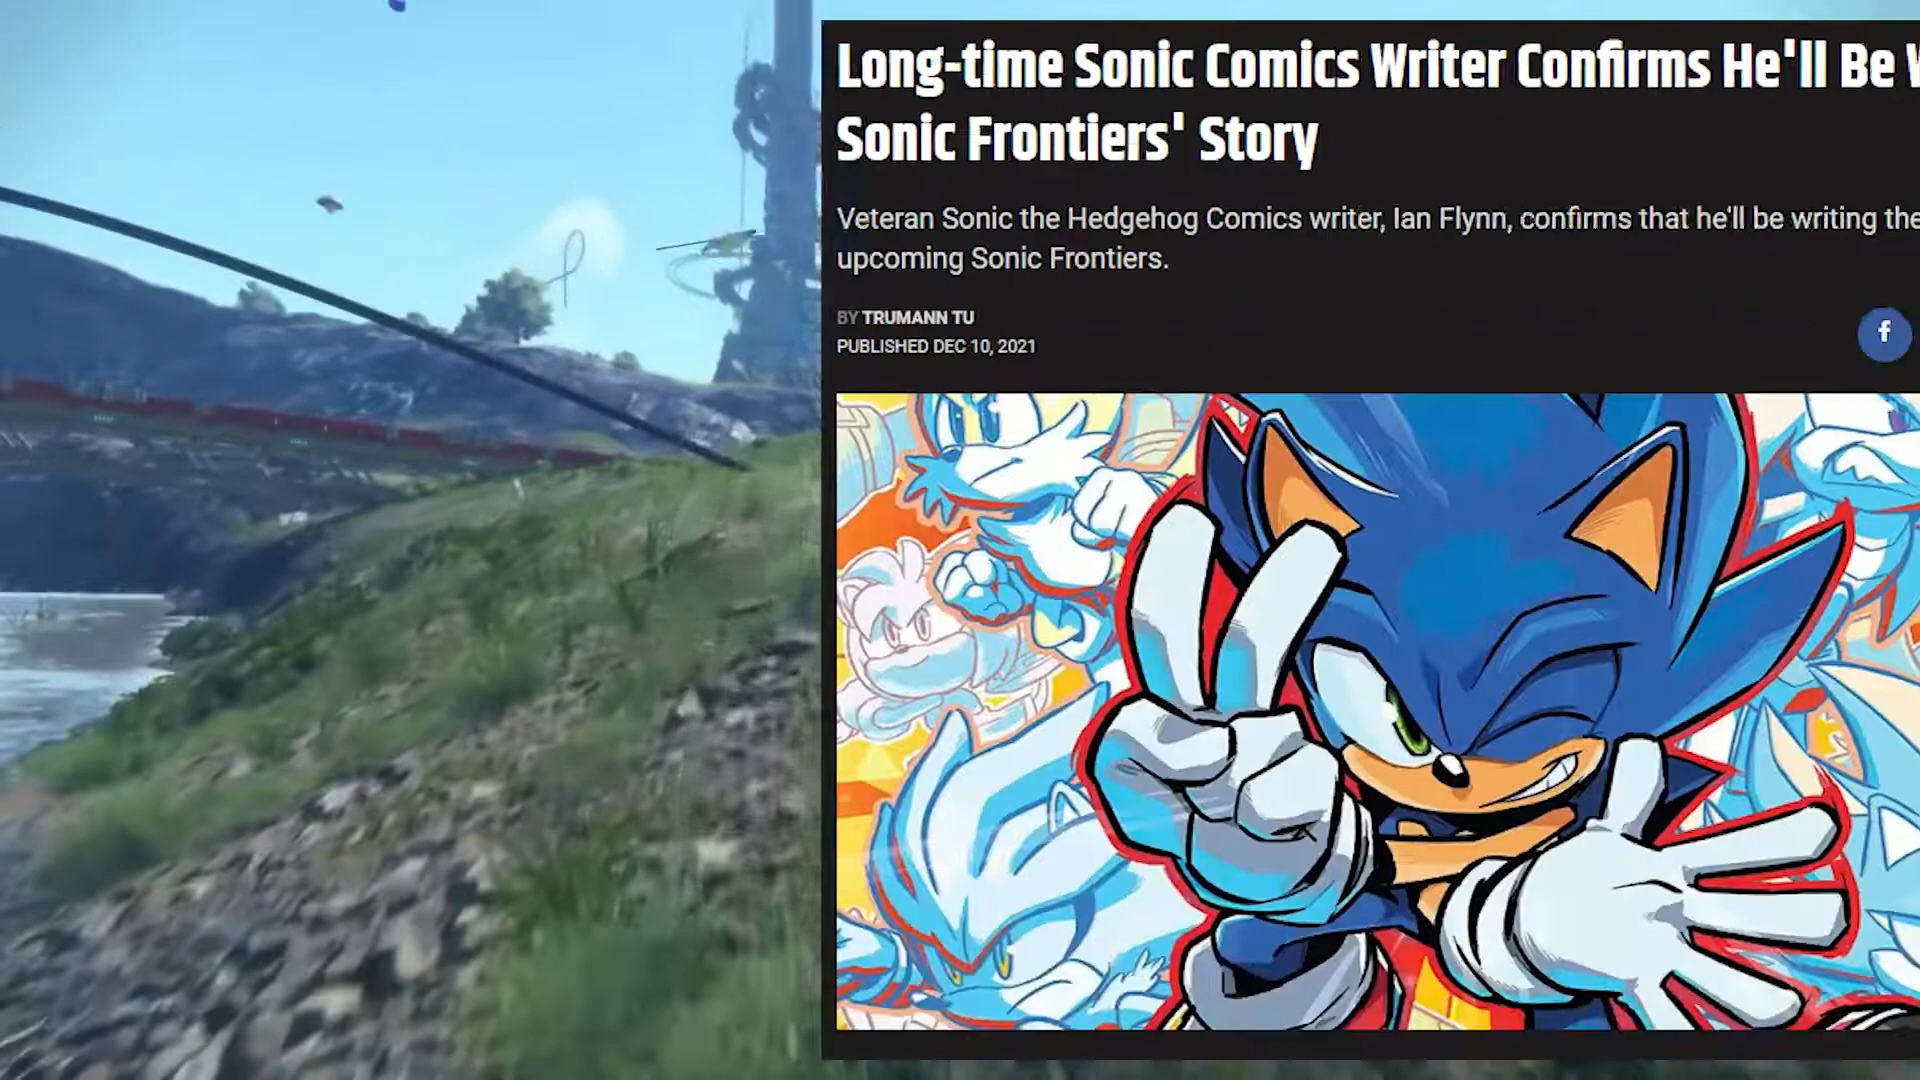 Long-time Sonic Comics Writer Confirms He'll Be
Sonic Frontiers' Story
Veteran Sonic the Hedgehog Comics writer, Ian Flynn, confirms that he'll be writing the
upcoming Sonic Frontiers.
BY TRUMANN TU
PUBLISHED DEC 10, 2021
f